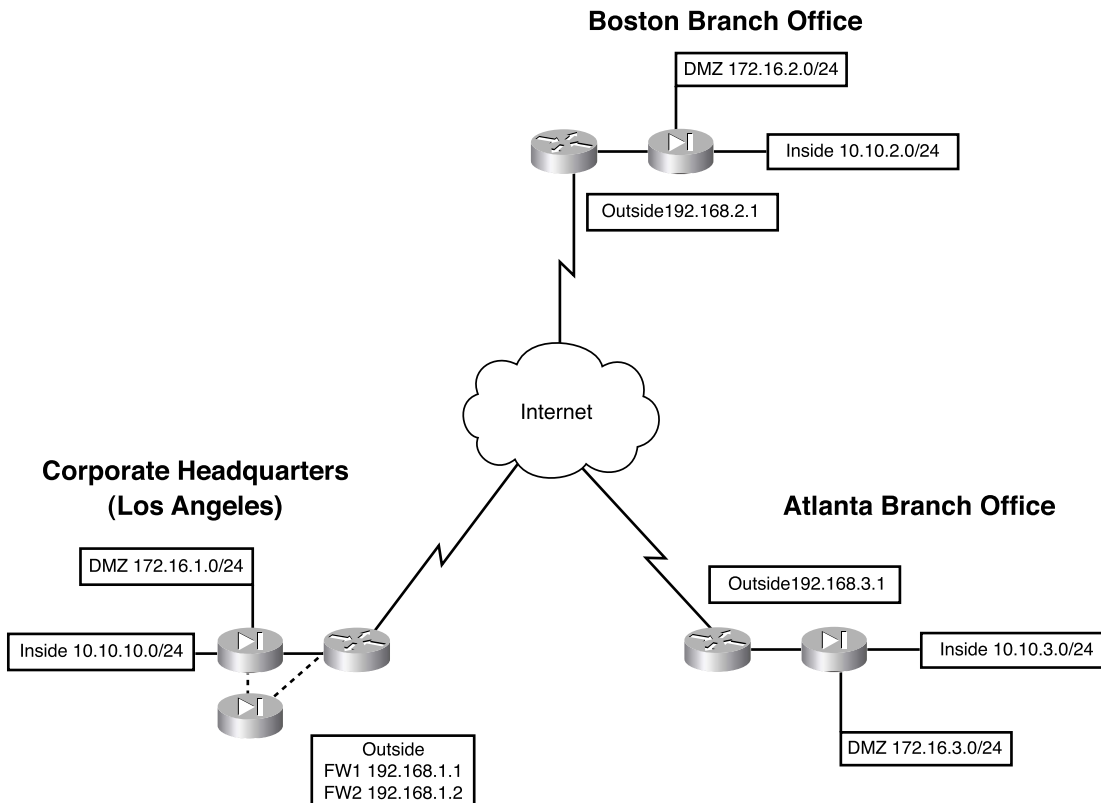 Boston Branch Office
DMZ 172.16.2.0/24
Inside 10.10.2.0/24
Outside192.168.2.1
Internet
Corporate Headquarters
(Los Angeles)
DMZ 172.16.1.0/24
Inside 10.10.10.0/24
Outside
FW1 192.168.1.1
FW2 192.168.1.2
Atlanta Branch Office
Outside192.168.3.1
Inside 10.10.3.0/24
DMZ 172.16.3.0/24